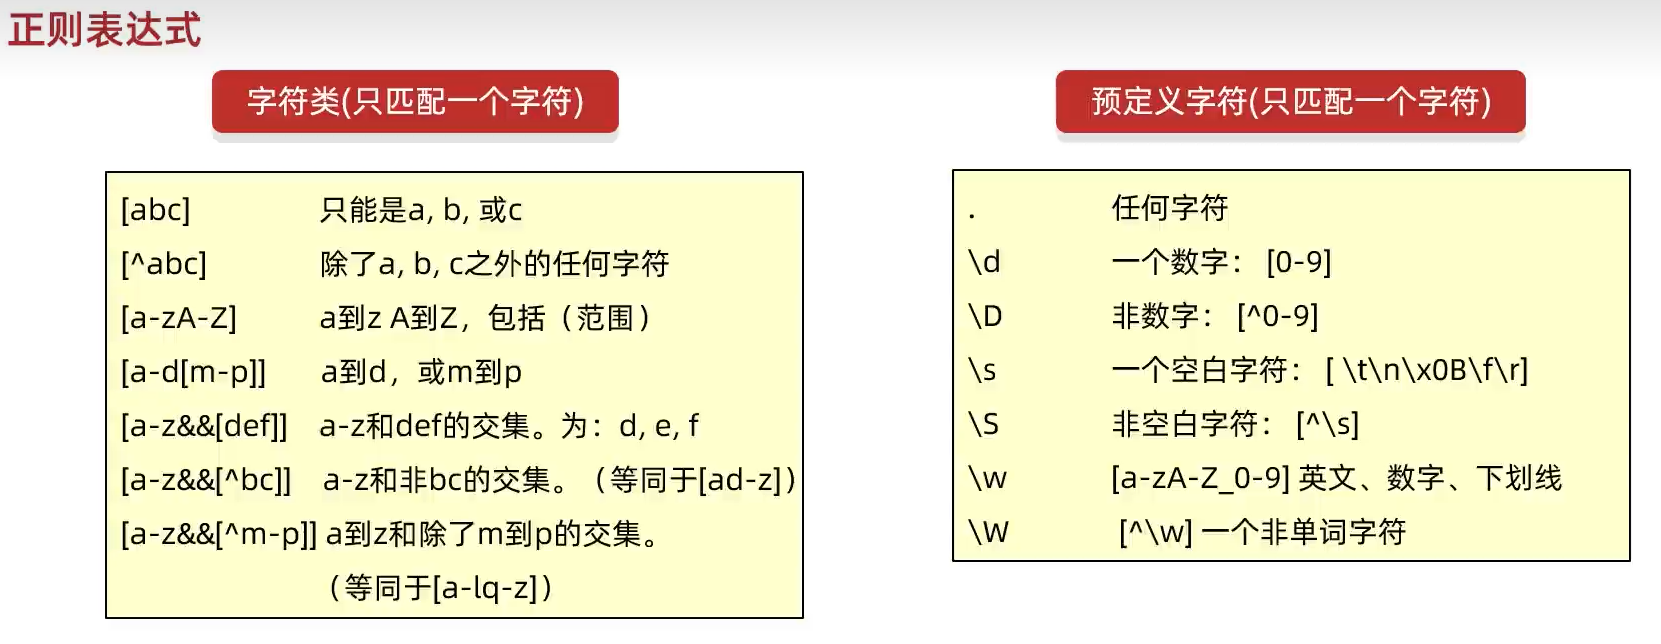 正则表达式
字符类(只匹配一个字符)
[abc] 只能是a, b, 或c
[^abc] 除了a, b, c之外的任何字符
[a-zA-Z] a到z A到Z，包括（范围）
[a-d[m-p]] a到d，或m到p
[a-z&&[def]] a-z和def的交集。为：d, e, f
[a-z&&[^bc]] a-z和非bc的交集。（等同于[ad-z]）
[a-z&&[^m-p]] a到z和除了m到p的交集。
（等同于[a-lq-z]）
预定义字符(只匹配一个字符)
. 任何字符
\d 一个数字： [0-9]
\D 非数字： [^0-9]
\s 一个空白字符： [ \t\n\x0B\f\r]
\S 非空白字符： [^\s]
\w [a-zA-Z_0-9] 英文、数字、下划线
\W [^\w] 一个非单词字符